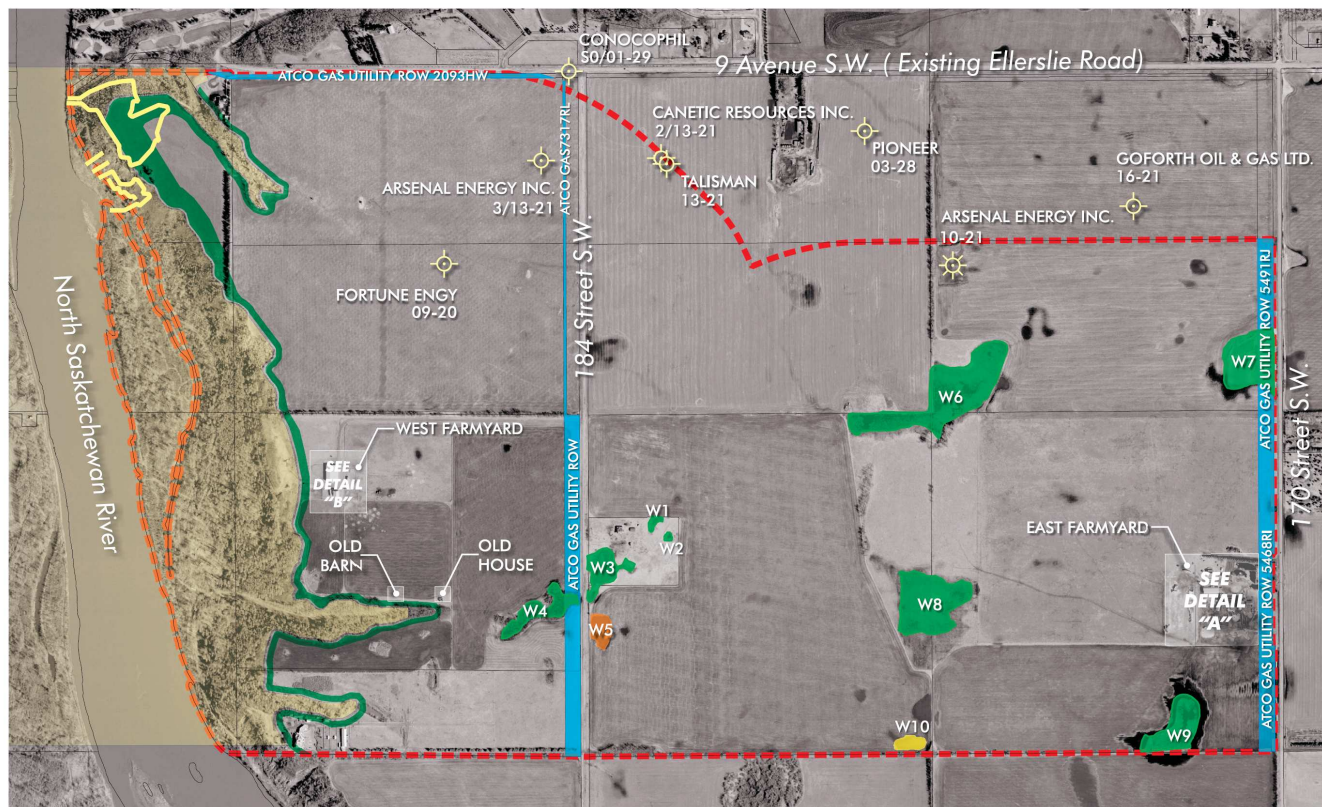 CONOCOPHIL
S0/01-29
9 Avenue S.W. ( Existing Ellerslie Road)
ATCO GAS UTILITY ROW 2093HW
CANETIC RESOURCES INC.
2/13-21
PIONEER
03-28
GOFORTH OIL & GAS LTD.
16-21
ARSENAL ENERGY INC.
3/13-21
ATCO GAS7317RL
TALISMAN
13-21
ARSENAL ENERGY INC.
10-21
FORTUNE ENGY
09-20
184 Street S.W.
ATCO GAS UTILITY ROW 5491RJ
North Saskatchewan River
W7
W6
170 Street S.W.
WEST FARMYARD
SEE
DETAIL
"B"
ATCO GAS UTILITY ROW
W1
W2
EAST FARMYARD
OLD
BARN
OLD
HOUSE
W3
W4
W5
W8
SEE
DETAIL
"A"
ATCO GAS UTILITY ROW 5468RI
W10
W9